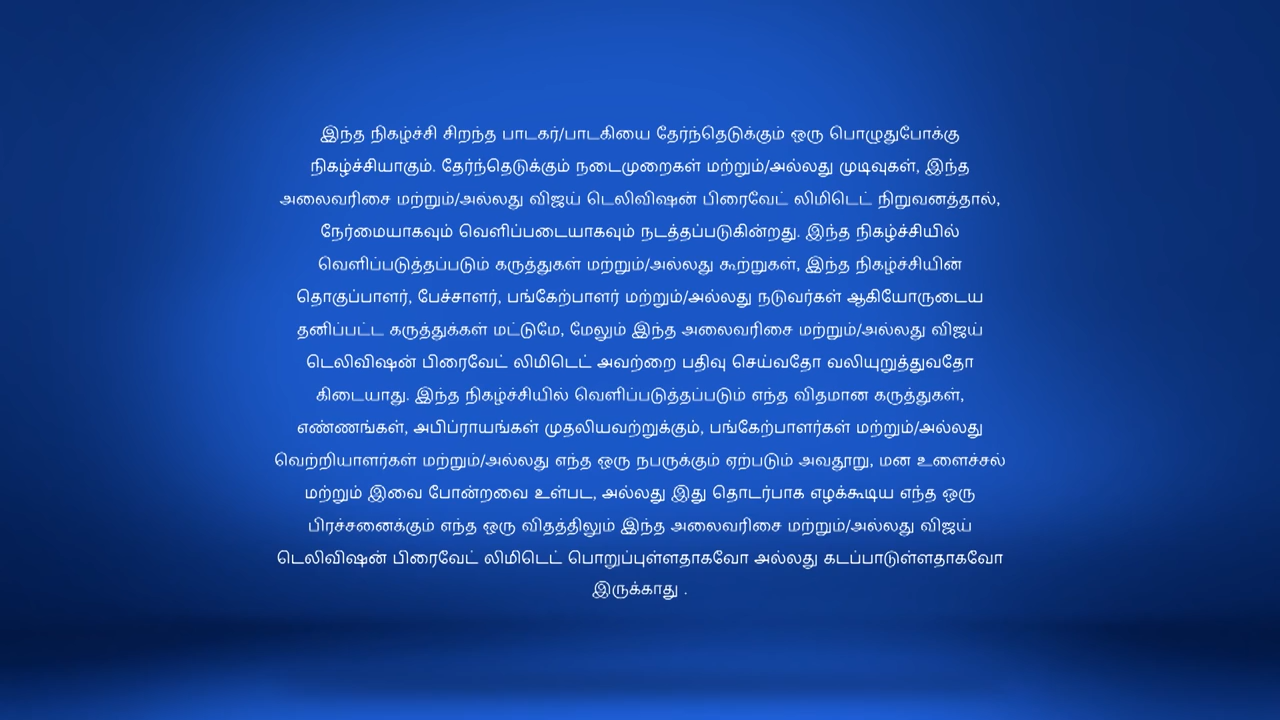 இந்த நிகழ்ச்சி சிறந்த பாடகர்/பாடகியை தேர்ந்தெடுக்கும் ஒரு பொழுதுபோக்கு
நிகழ்ச்சியாகும். தேர்ந்தெடுக்கும் நடைமுறைகள் மற்றும்/அல்லது முடிவுகள், இந்த
அலைவரிசை மற்றும்/அல்லது விஜய் டெலிவிஷன் பிரைவேட் லிமிடெட் நிறுவனத்தால்,
நேர்மையாகவும் வெளிப்படையாகவும் நடத்தப்படுகின்றது. இந்த நிகழ்ச்சியில்
வெளிப்படுத்தப்படும் கருத்துகள் மற்றும்/அல்லது கூற்றுகள், இந்த நிகழ்ச்சியின்
தொகுப்பாளர், பேச்சாளர், பங்கேற்பாளர் மற்றும்/அல்லது நடுவர்கள் ஆகியோருடைய
தனிப்பட்ட கருத்துக்கள் மட்டுமே, மேலும் இந்த அலைவரிசை மற்றும்/அல்லது விஜய்
டெலிவிஷன் பிரைவேட் லிமிடெட் அவற்றை பதிவு செய்வதோ வலியுறுத்துவதோ
கிடையாது. இந்த நிகழ்ச்சியில் வெளிப்படுத்தப்படும் எந்த விதமான கருத்துகள்,
எண்ணங்கள், அபிப்ராயங்கள் முதலியவற்றுக்கும், பங்கேற்பாளர்கள் மற்றும்/அல்லது
வெற்றியாளர்கள் மற்றும்/அல்லது எந்த ஒரு நபருக்கும் ஏற்படும் அவதூறு, மன உளைச்சல்
மற்றும் இவை போன்றவை உள்பட, அல்லது இது தொடர்பாக எழக்கூடிய எந்த ஒரு
பிரச்சனைக்கும் எந்த ஒரு விதத்திலும் இந்த அலைவரிசை மற்றும்/அல்லது விஜய்
டெலிவிஷன் பிரைவேட் லிமிடெட் பொறுப்புள்ளதாகவோ அல்லது கடப்பாடுள்ளதாகவோ
இருக்காது .